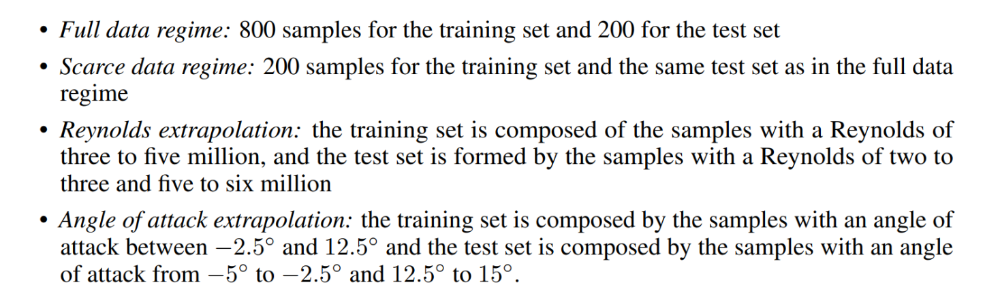 • Full data regime: 800 samples for the training set and 200 for the test set
• Scarce data regime: 200 samples for the training set and the same test set as in the full data
regime
• Reynolds extrapolation: the training set is composed of the samples with a Reynolds of
three to five million, and the test set is formed by the samples with a Reynolds of two to
three and five to six million
• Angle of attack extrapolation: the training set is composed by the samples with an angle of
attack between −2.5° and 12.5° and the test set is composed by the samples with an angle
of attack from −5° to −2.5° and 12.5° to 15°.